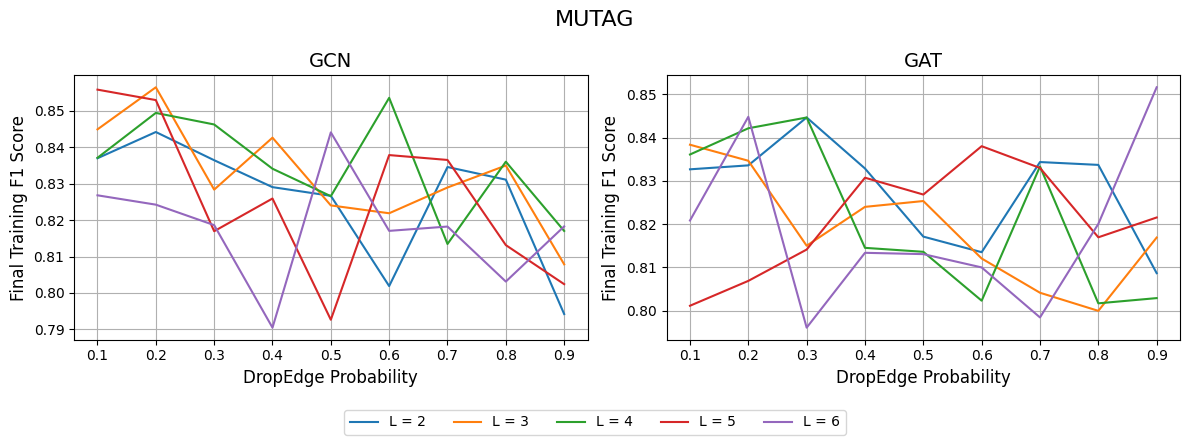 MUTAG
GCN
Final Training F1 Score
0.85
0.84
0.83
0.82
0.81
0.80
0.79
0.1 0.2 0.3 0.4 0.5 0.6 0.7 0.8 0.9
DropEdge Probability
GAT
Final Training F1 Score
0.85
0.84
0.83
0.82
0.81
0.80
0.1 0.2 0.3 0.4 0.5 0.6 0.7 0.8 0.9
DropEdge Probability
L = 2 L = 3 L = 4 L = 5 L = 6